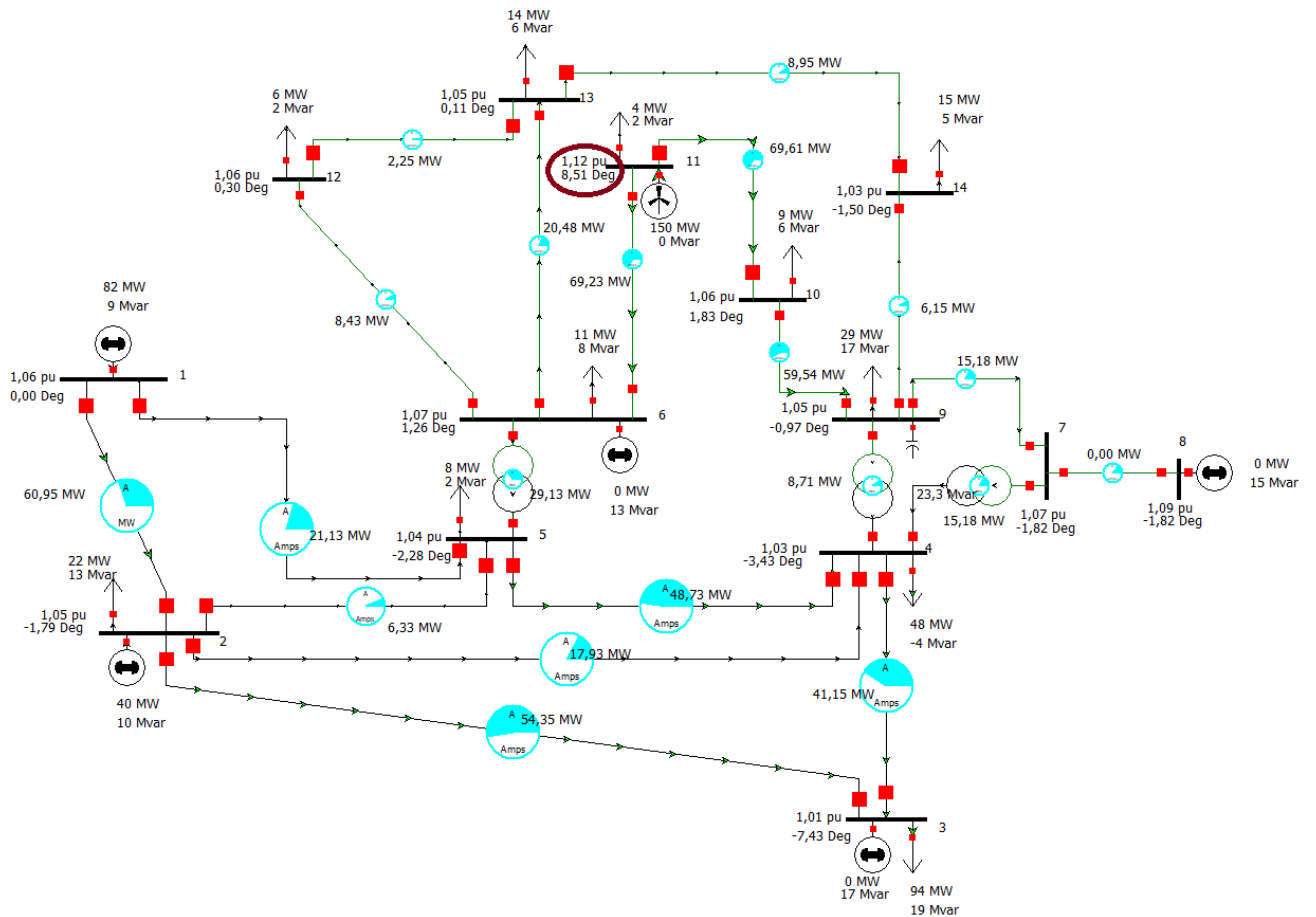 14 MW
6 Mvar
8,95 MW
1,05 pu
0,11 Deg
13
6 MW
2 Mvar
4 MW
2 Mvar
15 MW
5 Mvar
2,25 MW
1,12 pu
8,51 Deg
11
69,61 MW
1,06 pu
0,30 Deg
12
1,03 pu
-1,50 Deg
14
20,48 MW
150 MW
0 Mvar
9 MW
6 Mvar
69,23 MW
82 MW
9 Mvar
8,43 MW
1,06 pu
1,83 Deg
10
6,15 MW
11 MW
8 Mvar
29 MW
17 Mvar
59,54 MW
15,18 MW
1,06 pu
0,00 Deg
1
1,07 pu
1,26 Deg
6
1,05 pu
-0,97 Deg
9
7
0,00 MW
8
0 MW
15 Mvar
8 MW
2 Mvar
29,13 MW
0 MW
13 Mvar
8,71 MW
23,3 Mvar
15,18 MW
1,07 pu
-1,82 Deg
1,09 pu
-1,82 Deg
60,95 MW
A
MW
A
Amps
21,13 MW
1,04 pu
-2,28 Deg
5
1,03 pu
-3,43 Deg
4
22 MW
13 Mvar
1,05 pu
-1,79 Deg
2
A
Amps
6,33 MW
A
Amps
48,73 MW
48 MW
-4 Mvar
A
Amps
17,93 MW
40 MW
10 Mvar
A
Amps
41,15 MW
A
Amps
54,35 MW
1,01 pu
-7,43 Deg
3
0 MW
17 Mvar
94 MW
19 Mvar